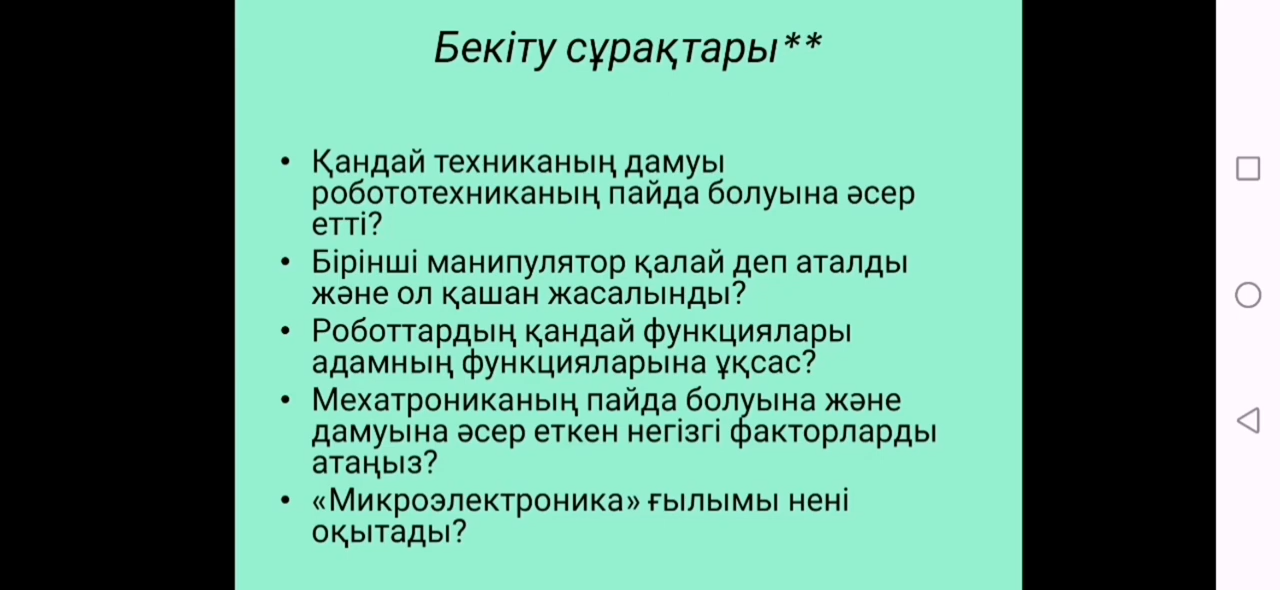 Бекіту сұрақтары**
• Қандай техниканың дамуы
робототехниканың пайда болуына әсер
етті?
• Бірінші манипулятор қалай деп аталды
және ол қашан жасалынды?
• Роботтардың қандай функциялары
адамның функцияларына ұқсас?
• Мехатрониканың пайда болуына және
дамуына әсер еткен негізгі факторларды
атаңыз?
• «Микроэлектроника» ғылымы нені
оқытады?